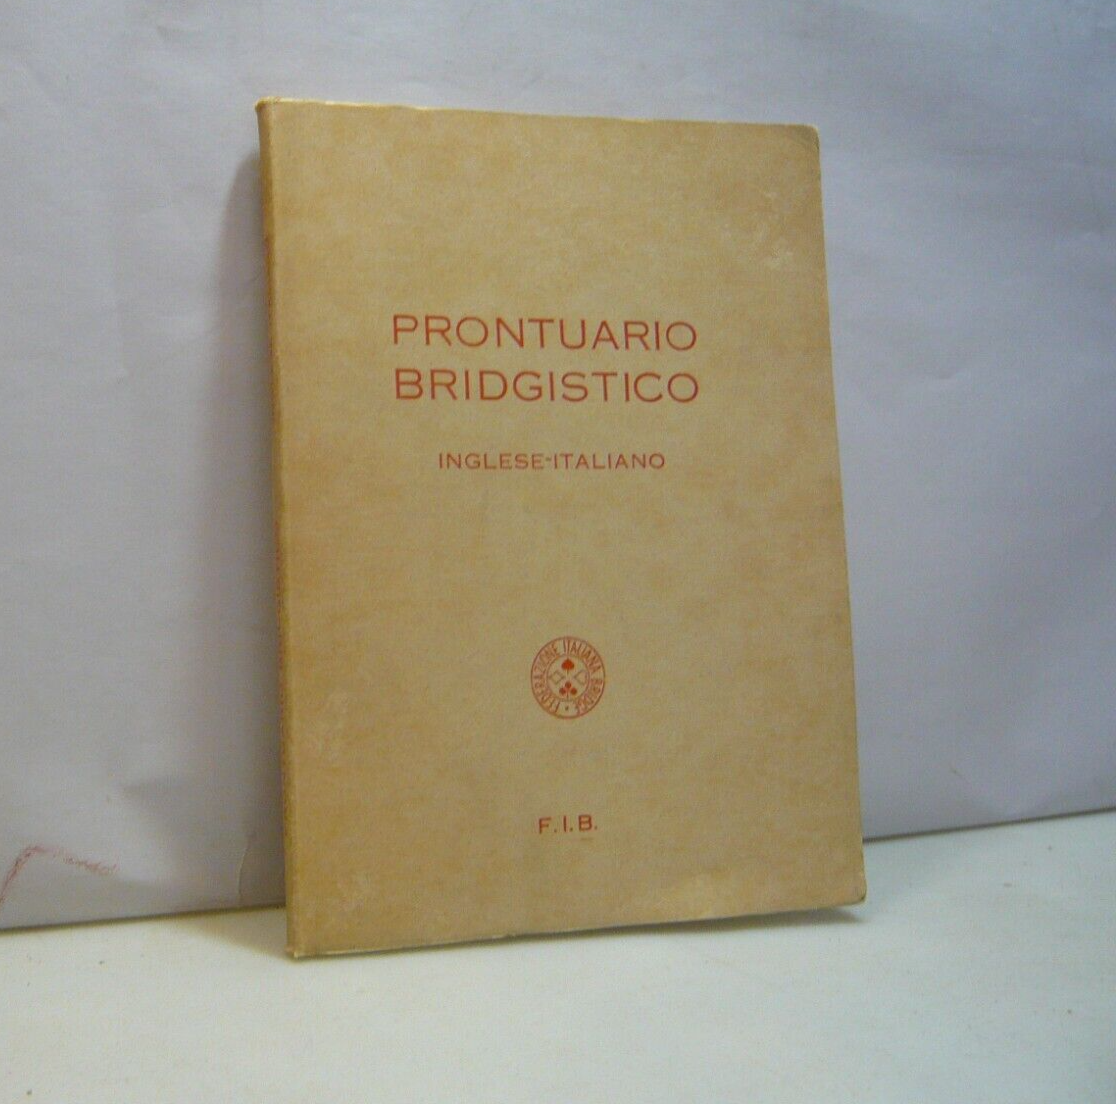 PRONTUARIO
BRIDGISTICO
INGLESE-ITALIANO
FEDERAZIONE ITALIANA BRIDGE
F.I.B.